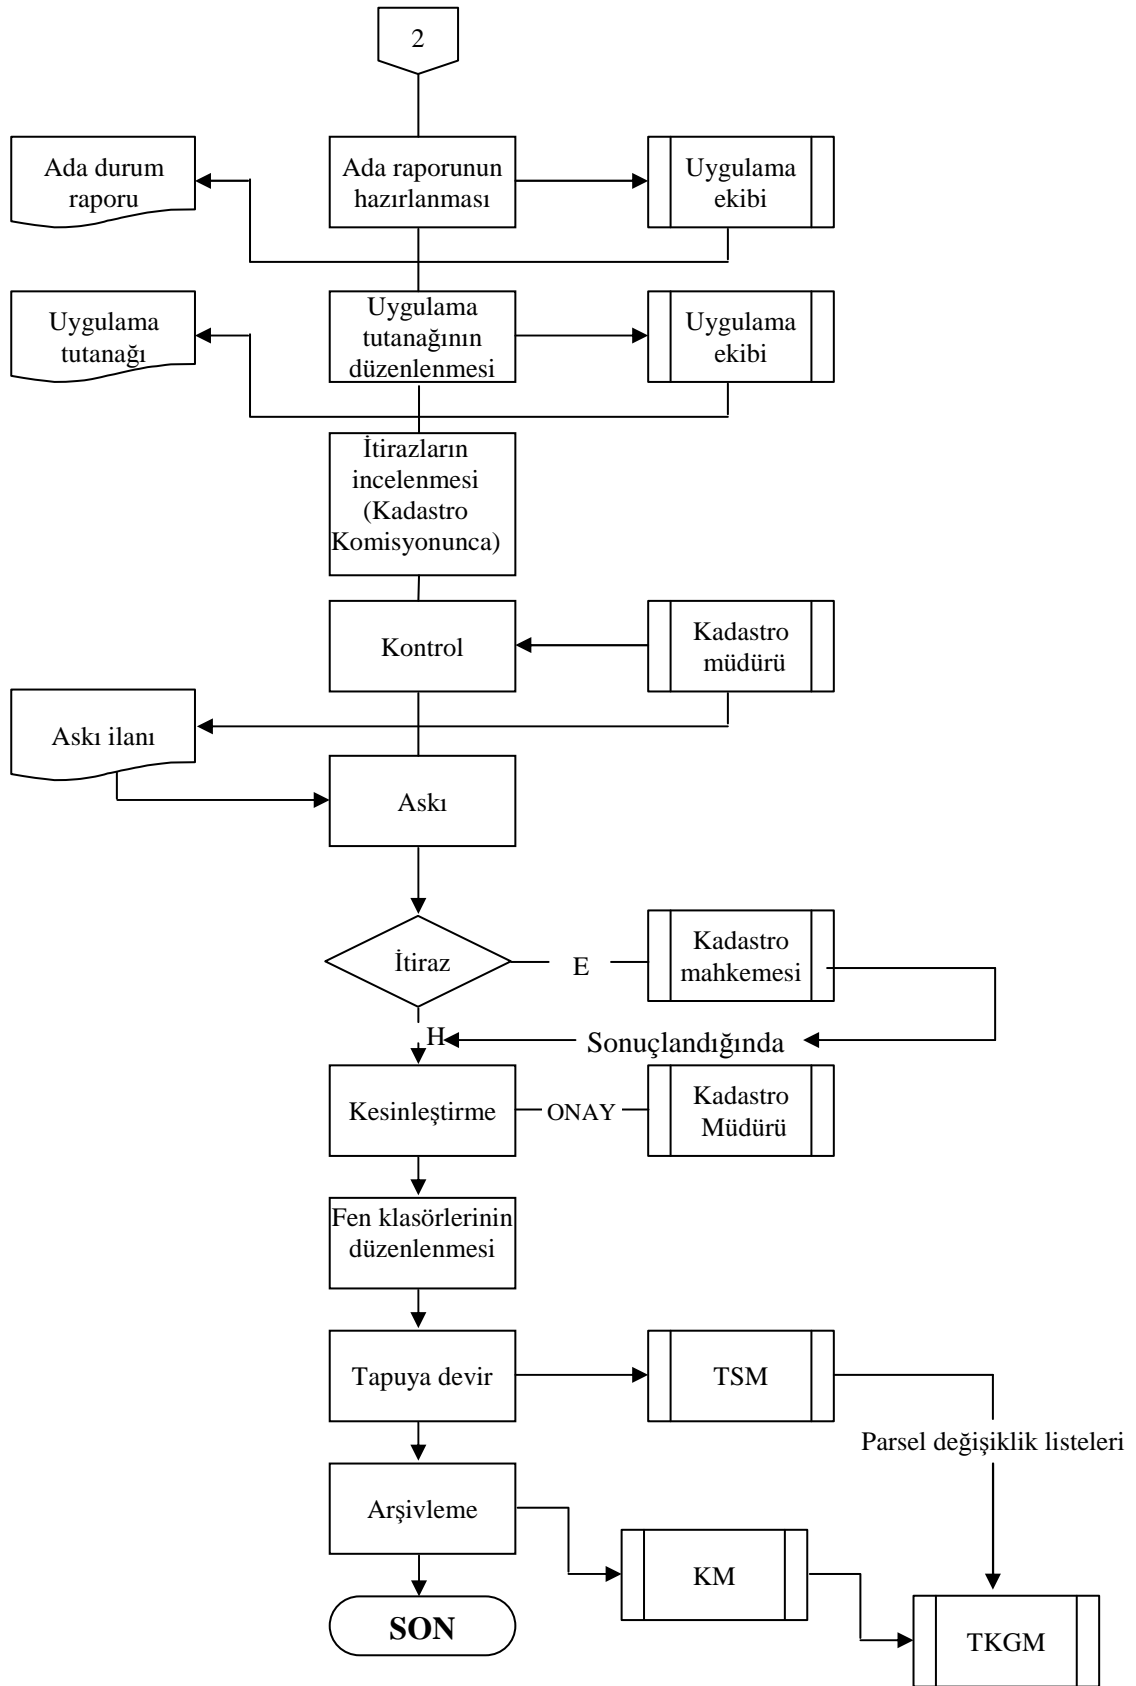 2
Ada durum
raporu
Ada raporunun
hazırlanması
Uygulama
ekibi
Uygulama
tutanağı
Uygulama
tutanağının
düzenlenmesi
Uygulama
ekibi
İtirazların
incelenmesi
(Kadastro
Komisyonunca)
Kontrol
Kadastro
müdürü
Askı ilanı
Askı
İtiraz
E
Kadastro
mahkemesi
H
Sonuçlandığında
Kesinleştirme
ONAY
Kadastro
Müdürü
Fen klasörlerinin
düzenlenmesi
Tapuya devir
TSM
Parsel değişiklik listeleri
Arşivleme
KM
SON
TKGM